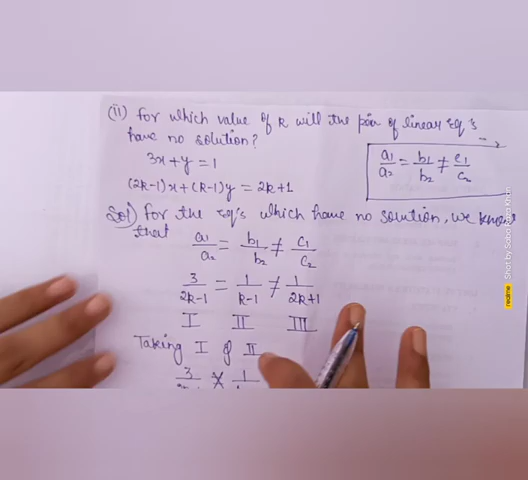 (ii) For which value of k will the pair of linear Eq's
have no solution?
3x + y = 1
(2k-1)x + (k-1)y = 2k+1
a1/a2 = b1/b2 ≠ c1/c2
Sol) For the Eq's which have no solution, we know
that a1/a2 = b1/b2 ≠ c1/c2
3/2k-1 = 1/k-1 ≠ 1/2k+1
I II III
Taking I & II
3 1
realme Shot by Saba Khan